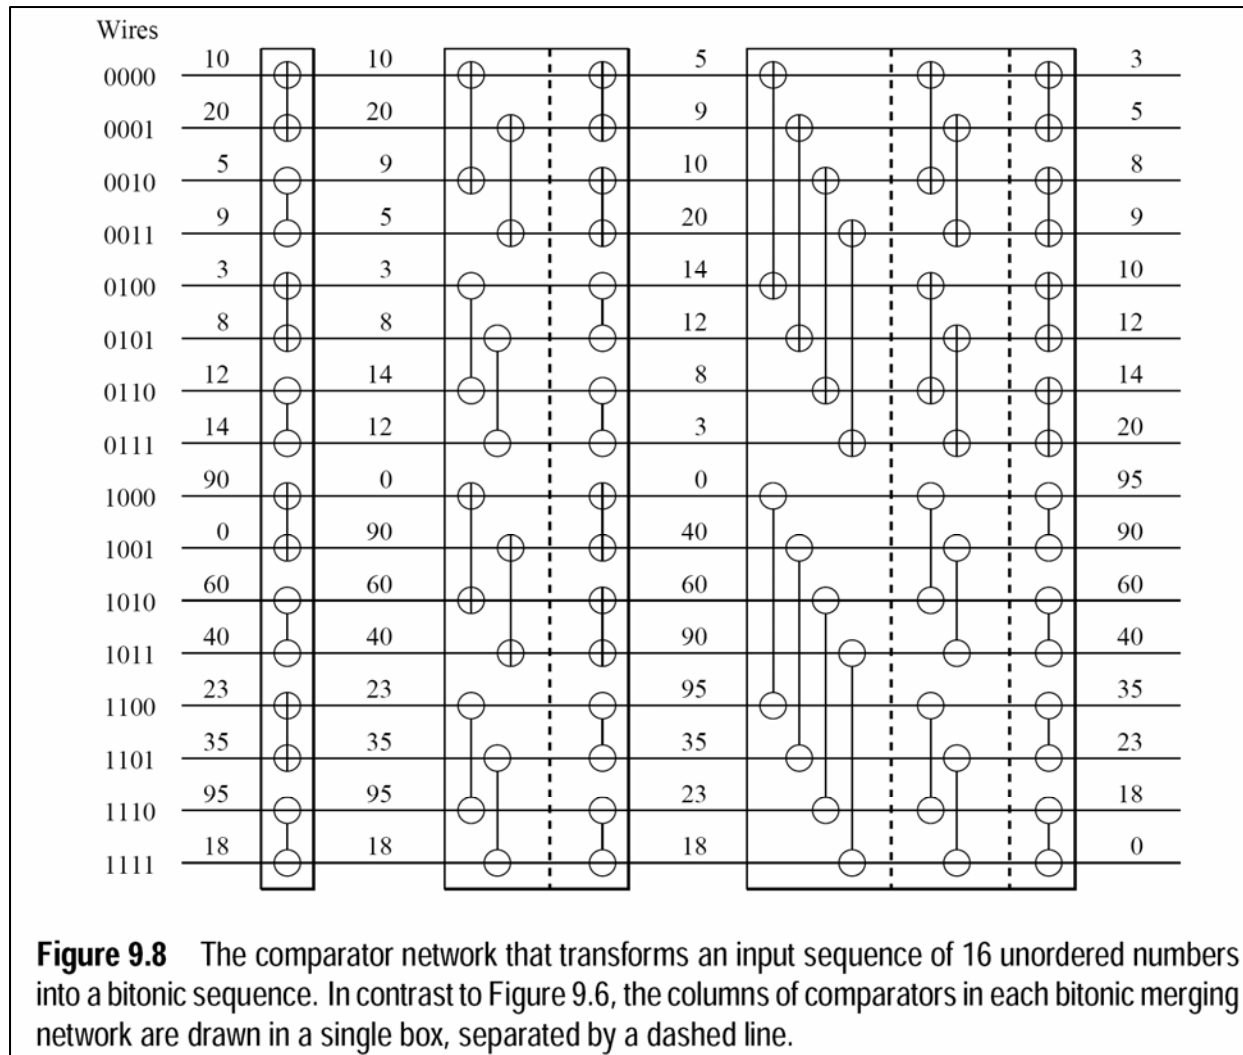 Wires
0000 10 10 5 3
0001 20 20 9 5
0010 5 9 10 8
0011 9 5 20 9
0100 3 3 14 10
0101 8 8 12 12
0110 12 14 8 14
0111 14 12 3 20
1000 90 0 0 95
1001 0 90 40 90
1010 60 60 60 60
1011 40 40 90 40
1100 23 23 95 35
1101 35 35 35 23
1110 95 95 23 18
1111 18 18 18 0
Figure 9.8 The comparator network that transforms an input sequence of 16 unordered numbers
into a bitonic sequence. In contrast to Figure 9.6, the columns of comparators in each bitonic merging
network are drawn in a single box, separated by a dashed line.